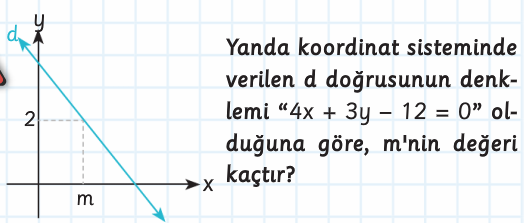 y
d
2
m
x
Yanda koordinat sisteminde
verilen d doğrusunun denk-
lemi “4x + 3y – 12 = 0” ol-
duğuna göre, m'nin değeri
kaçtır?